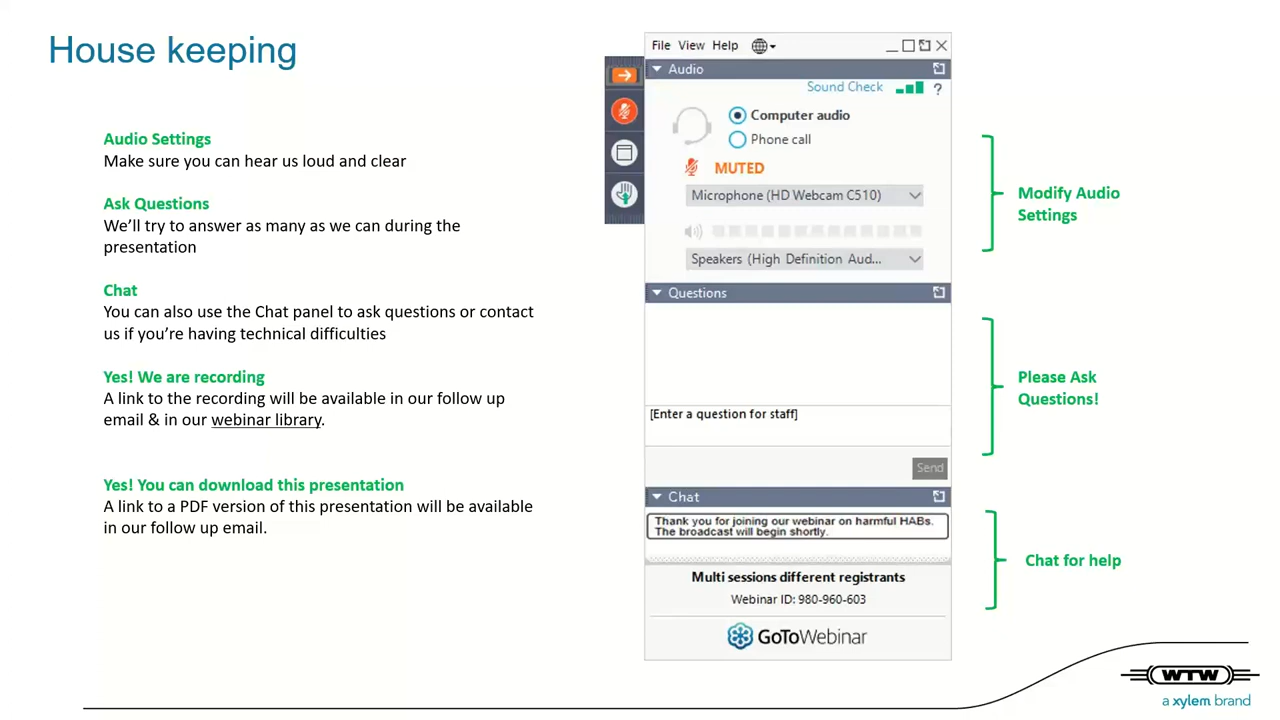 House keeping
Audio Settings
Make sure you can hear us loud and clear
Ask Questions
We'll try to answer as many as we can during the
presentation
Chat
You can also use the Chat panel to ask questions or contact
us if you're having technical difficulties
Yes! We are recording
A link to the recording will be available in our follow up
email & in our webinar library.
Yes! You can download this presentation
A link to a PDF version of this presentation will be available
in our follow up email.
File View Help
Audio
Sound Check ?
Computer audio
Phone call
MUTED
Microphone (HD Webcam C510)
Speakers (High Definition Aud...
Questions
[Enter a question for staff]
Send
Chat
Thank you for joining our webinar on harmful HABs.
The broadcast will begin shortly.
Multi sessions different registrants
Webinar ID: 980-960-603
GoToWebinar
Modify Audio
Settings
Please Ask
Questions!
Chat for help
WTW
a xylem brand